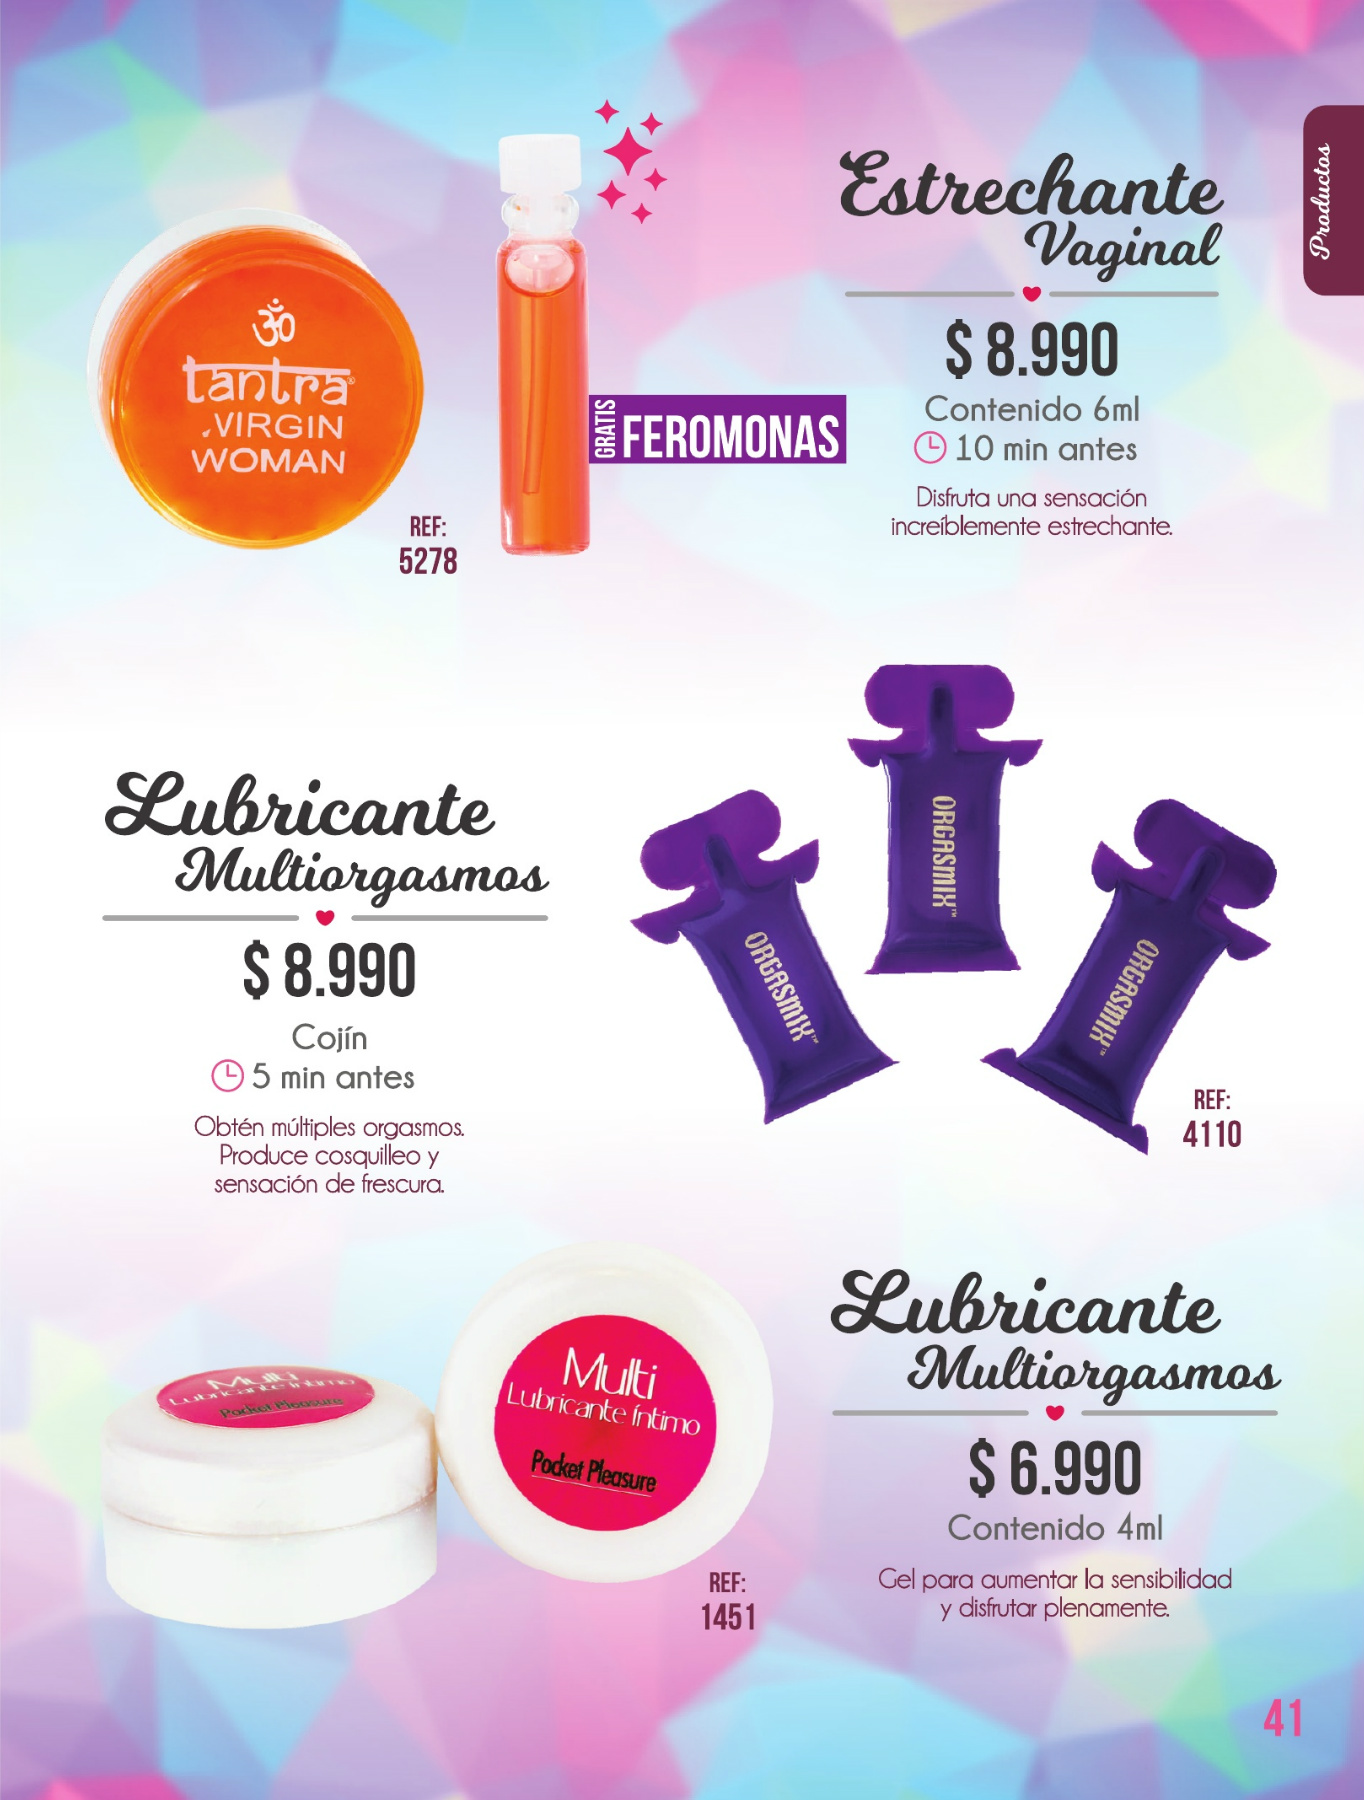 Productos
Estrechante
Vaginal
$ 8.990
Contenido 6ml
10 min antes
Disfruta una sensación
increíblemente estrechante.
GRATIS FEROMONAS
ॐ
tantra®
VIRGIN
WOMAN
REF:
5278
Lubricante
Multiorgasmos
$ 8.990
Cojín
5 min antes
Obtén múltiples orgasmos.
Produce cosquilleo y
sensación de frescura.
ORGASMIX™
ORGASMIX™
ORGASMIX™
REF:
4110
Multi
Lubricante Íntimo
Pocket Pleasure
Multi
Lubricante Íntimo
Pocket Pleasure
REF:
1451
Lubricante
Multiorgasmos
$ 6.990
Contenido 4ml
Gel para aumentar la sensibilidad
y disfrutar plenamente.
41